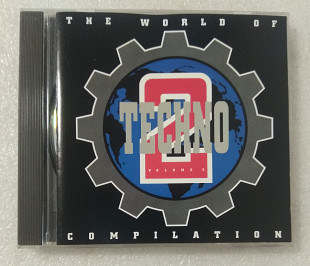 THE WORLD OF
2
TECHNO
VOLUME 2
COMPILATION